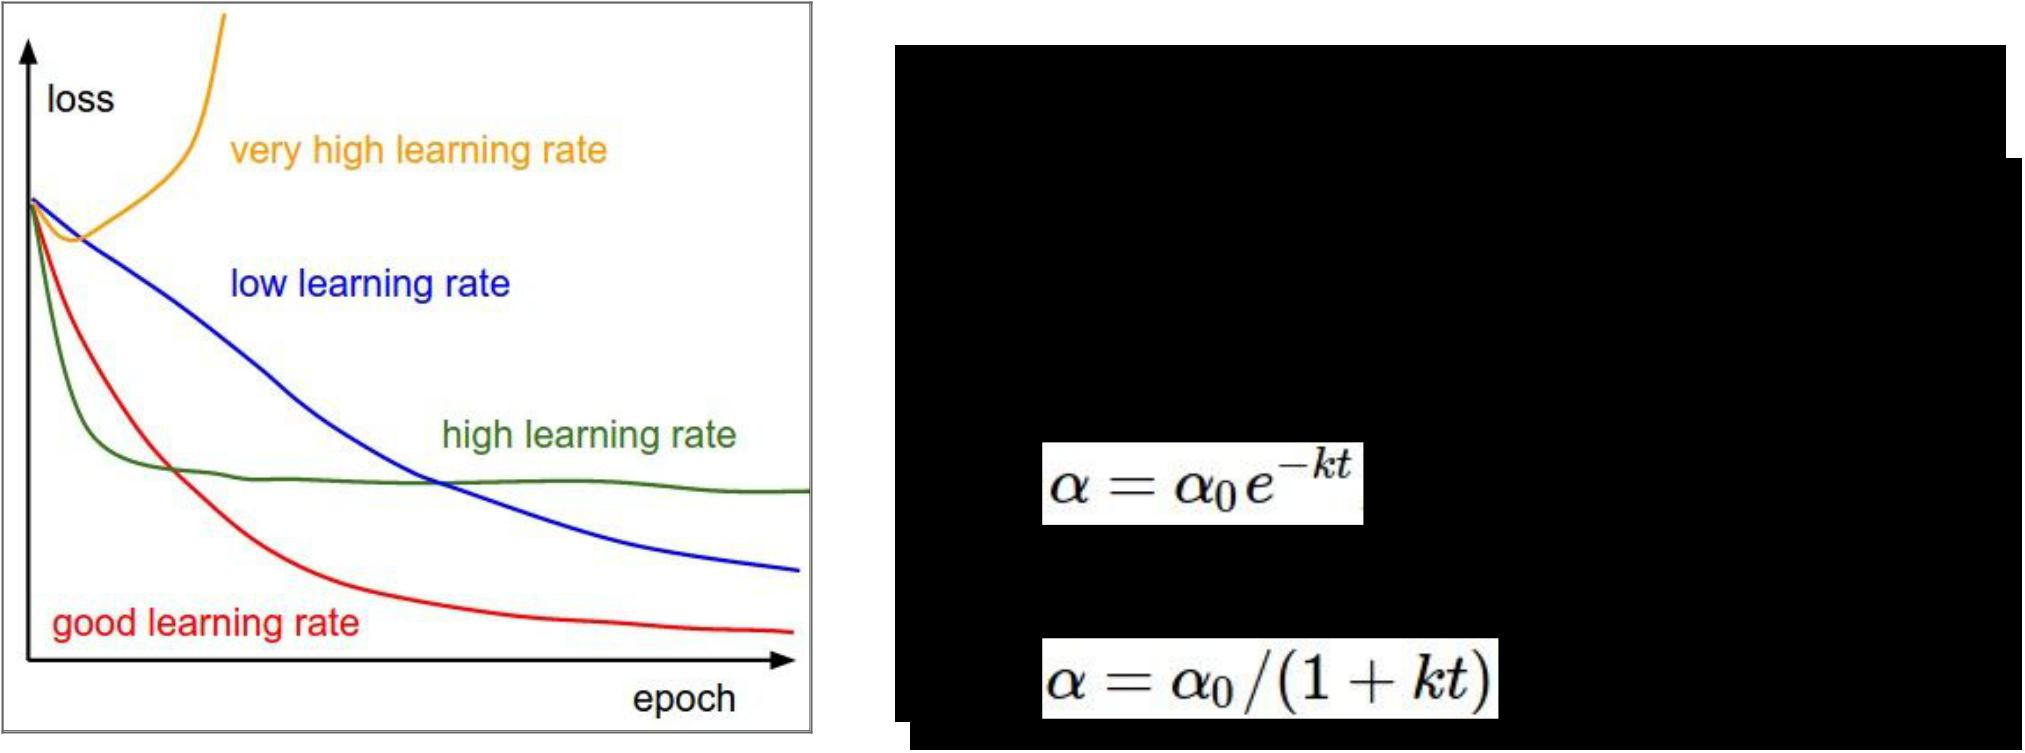 loss
very high learning rate
low learning rate
high learning rate
good learning rate
epoch
α = α₀e^{−kt}
α = α₀/(1 + kt)